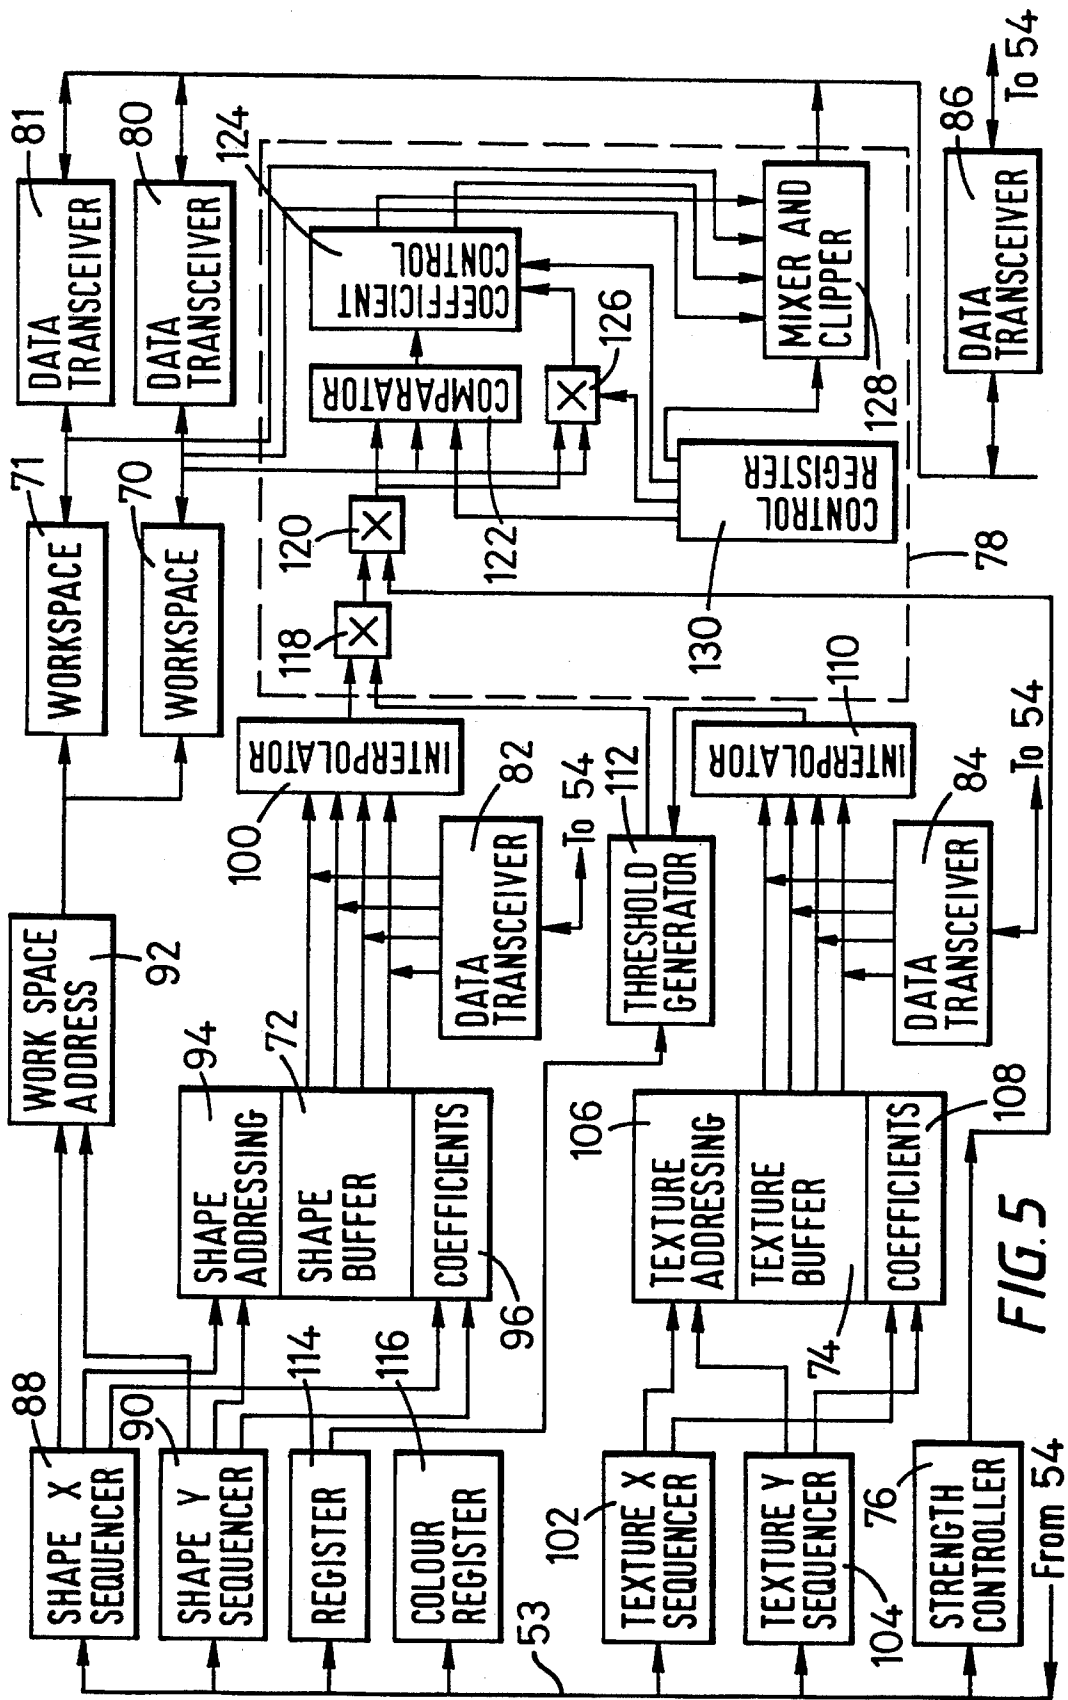 SHAPE X
SEQUENCER
88
SHAPE Y
SEQUENCER
90
REGISTER
114
COLOUR
REGISTER
116
53
TEXTURE X
SEQUENCER
102
TEXTURE Y
SEQUENCER
104
STRENGTH
CONTROLLER
76
From 54
WORK SPACE
ADDRESS
92
SHAPE
ADDRESSING
94
SHAPE
BUFFER
72
COEFFICIENTS
96
TEXTURE
ADDRESSING
106
TEXTURE
BUFFER
74
COEFFICIENTS
108
DATA
TRANSCEIVER
82
To 54
THRESHOLD
GENERATOR
112
DATA
TRANSCEIVER
84
To 54
INTERPOLATOR
100
INTERPOLATOR
110
WORKSPACE
71
WORKSPACE
70
X
118
X
120
COMPARATOR
122
COEFFICIENT
CONTROL
124
X
126
CONTROL
REGISTER
130
MIXER AND
CLIPPER
128
78
DATA
TRANSCEIVER
81
DATA
TRANSCEIVER
80
DATA
TRANSCEIVER
86
To 54
FIG. 5